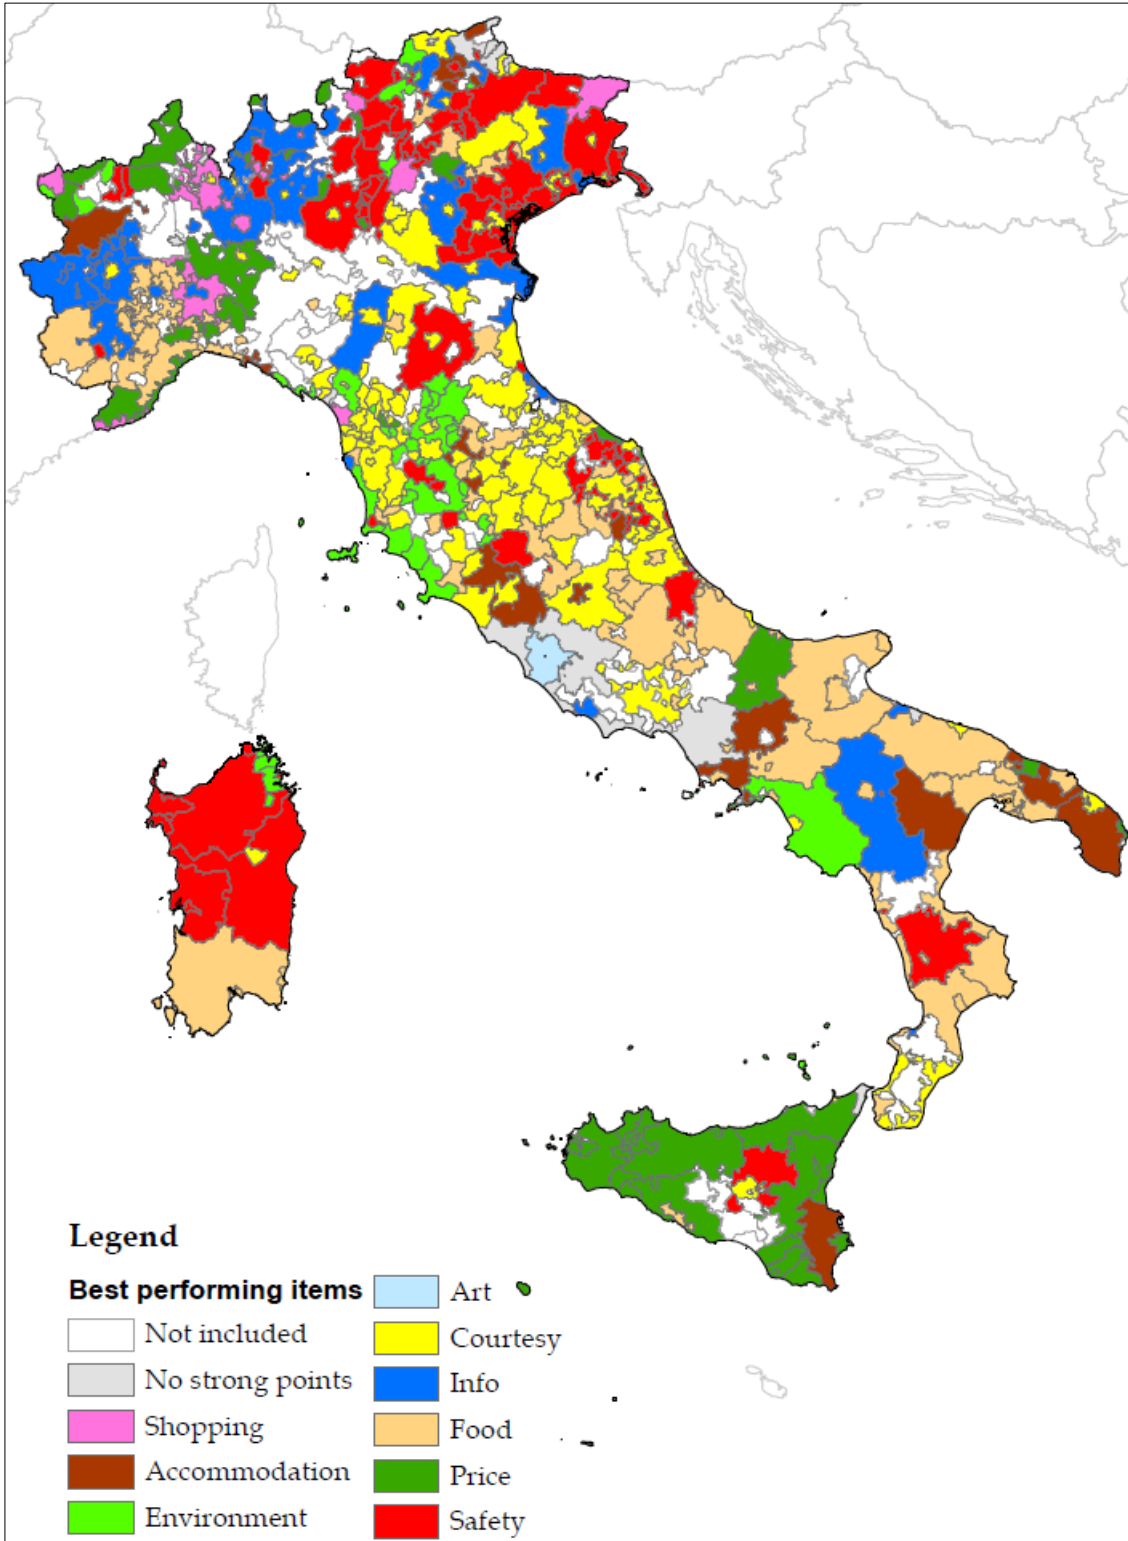 Legend
Best performing items
Not included
No strong points
Shopping
Accommodation
Environment
Art
Courtesy
Info
Food
Price
Safety